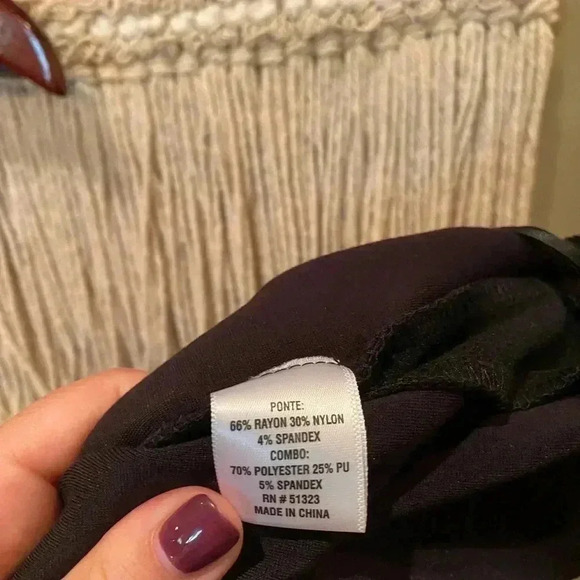 PONTE:
66% RAYON 30% NYLON
4% SPANDEX
COMBO:
70% POLYESTER 25% PU
5% SPANDEX
RN # 51323
MADE IN CHINA